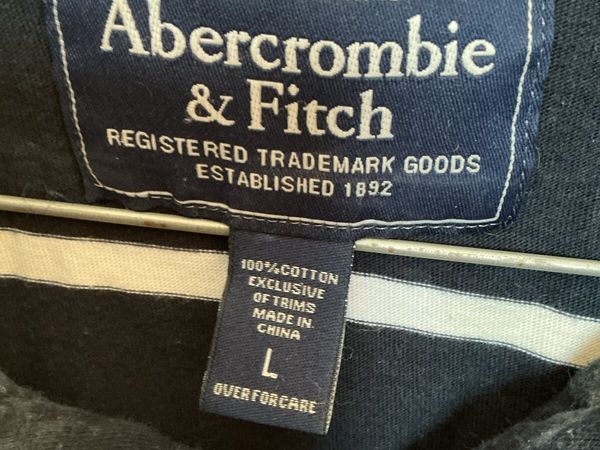 Abercrombie
& Fitch
REGISTERED TRADEMARK GOODS
ESTABLISHED 1892
100%COTTON
EXCLUSIVE
OF TRIMS
MADE IN
CHINA
L
OVER FOR CARE